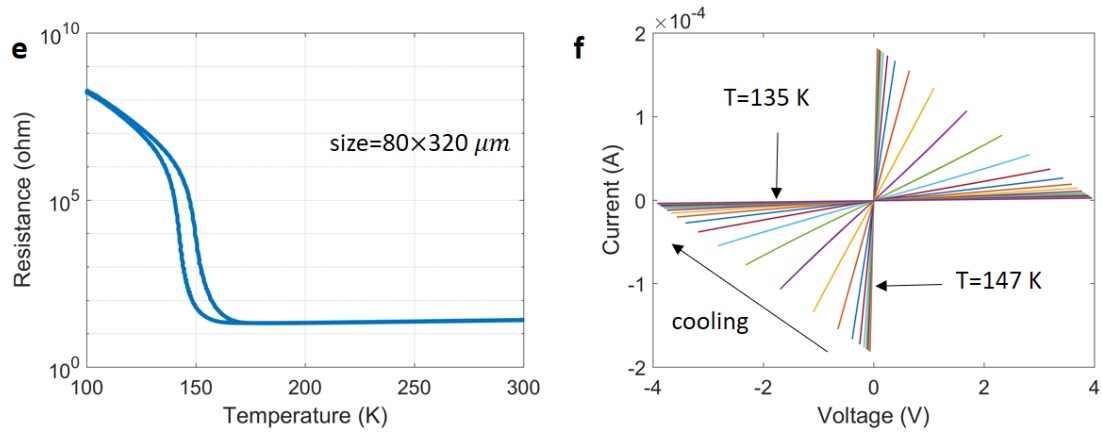 e
10^10
10^5
10^0
Resistance (ohm)
size=80×320 μm
100 150 200 250 300
Temperature (K)
f
×10^-4
2
1
0
-1
-2
Current (A)
T=135 K
T=147 K
cooling
-4 -2 0 2 4
Voltage (V)